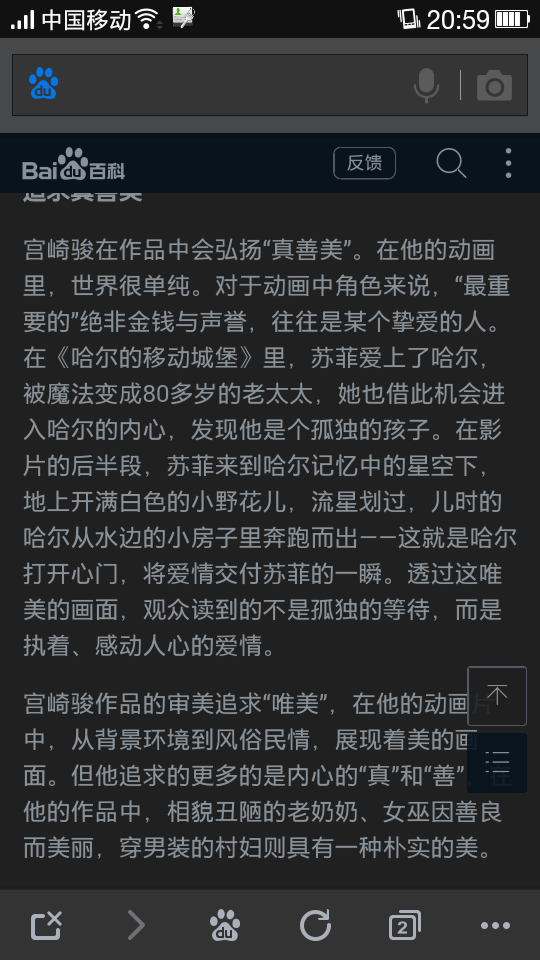 中国移动
20:59
du
Baidu百科
反馈
追求真善美
宫崎骏在作品中会弘扬“真善美”。在他的动画
里，世界很单纯。对于动画中角色来说，“最重
要的”绝非金钱与声誉，往往是某个挚爱的人。
在《哈尔的移动城堡》里，苏菲爱上了哈尔，
被魔法变成80多岁的老太太，她也借此机会进
入哈尔的内心，发现他是个孤独的孩子。在影
片的后半段，苏菲来到哈尔记忆中的星空下，
地上开满白色的小野花儿，流星划过，儿时的
哈尔从水边的小房子里奔跑而出——这就是哈尔
打开心门，将爱情交付苏菲的一瞬。透过这唯
美的画面，观众读到的不是孤独的等待，而是
执着、感动人心的爱情。
宫崎骏作品的审美追求“唯美”，在他的动画片
中，从背景环境到风俗民情，展现着美的画
面。但他追求的更多的是内心的“真”和“善”，在
他的作品中，相貌丑陋的老奶奶、女巫因善良
而美丽，穿男装的村妇则具有一种朴实的美。
du
2